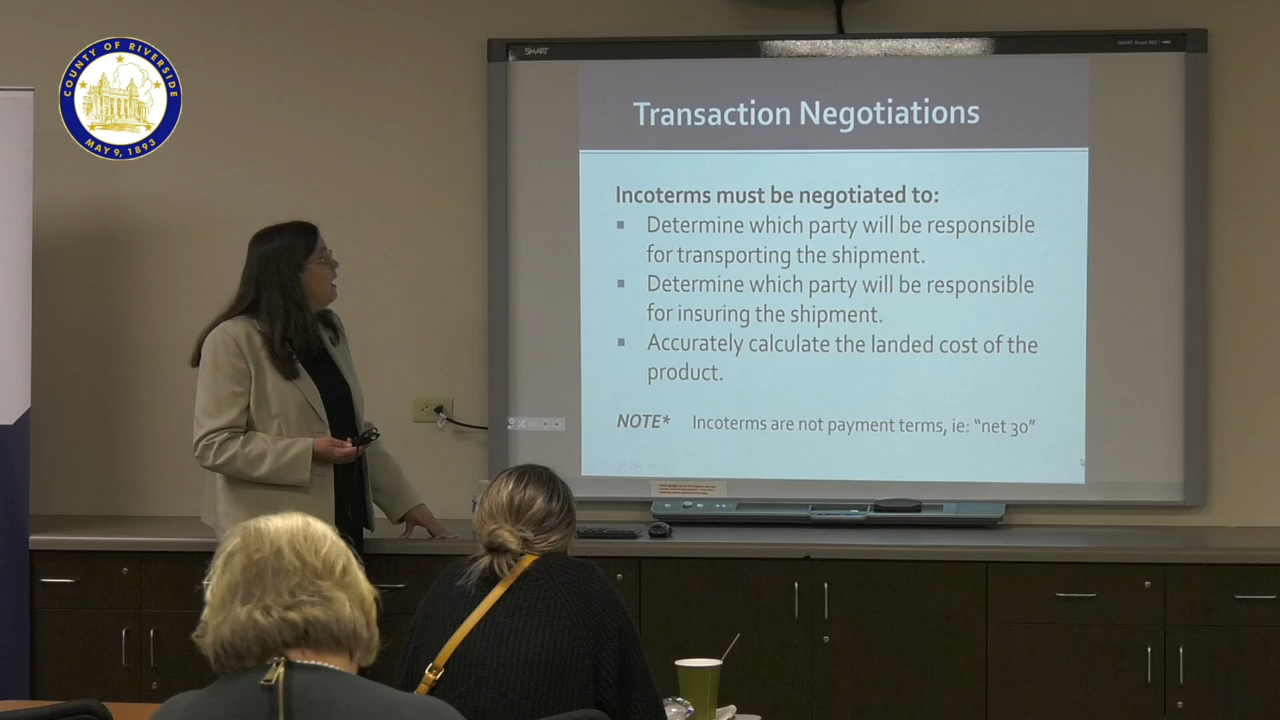 COUNTY OF RIVERSIDE
MAY 9, 1893
SMART
Transaction Negotiations
Incoterms must be negotiated to:
▪ Determine which party will be responsible
for transporting the shipment.
▪ Determine which party will be responsible
for insuring the shipment.
▪ Accurately calculate the landed cost of the
product.
NOTE* Incoterms are not payment terms, ie: “net 30”